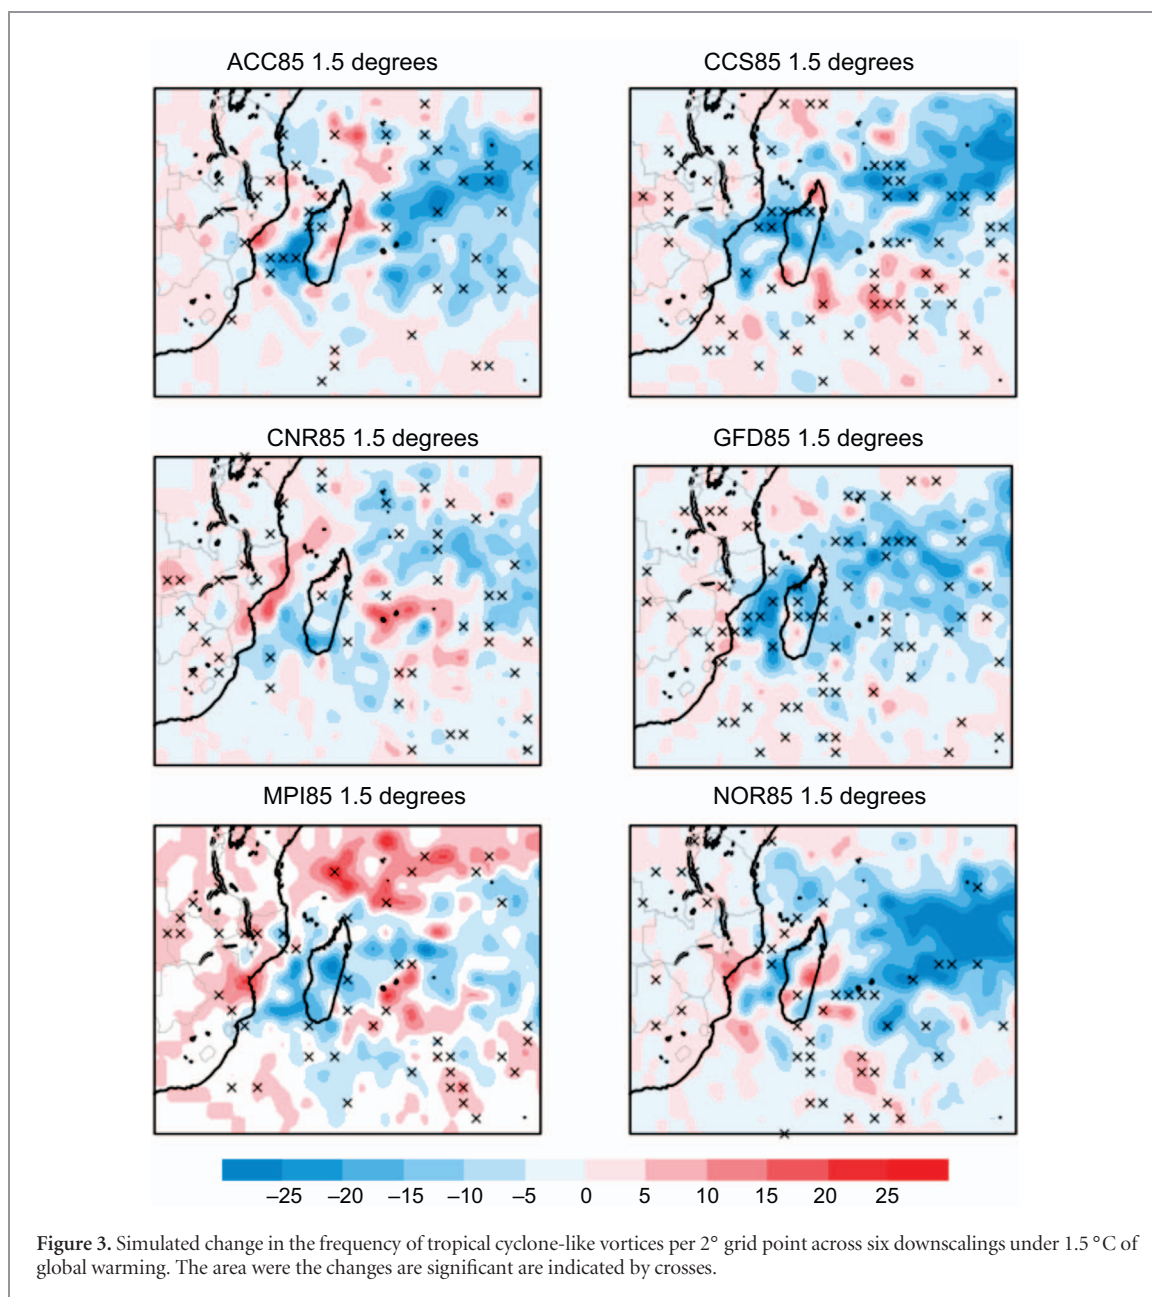 ACC85 1.5 degrees
CCS85 1.5 degrees
CNR85 1.5 degrees
GFD85 1.5 degrees
MPI85 1.5 degrees
NOR85 1.5 degrees
−25 −20 −15 −10 −5 0 5 10 15 20 25
Figure 3. Simulated change in the frequency of tropical cyclone-like vortices per 2° grid point across six downscalings under 1.5 °C of
global warming. The area were the changes are significant are indicated by crosses.